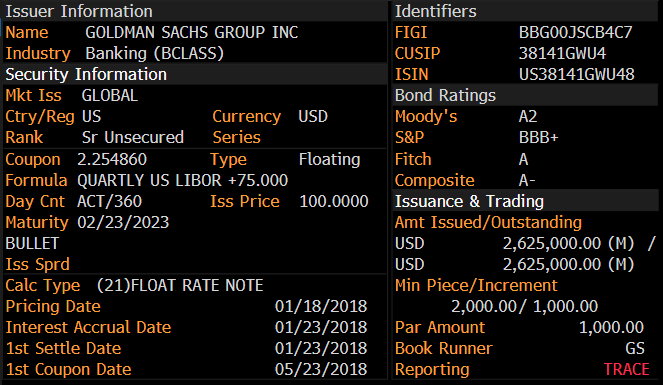 Issuer Information
Name GOLDMAN SACHS GROUP INC
Industry Banking (BCLASS)
Security Information
Mkt Iss GLOBAL
Ctry/Reg US Currency USD
Rank Sr Unsecured Series
Coupon 2.254860 Type Floating
Formula QUARTLY US LIBOR +75.000
Day Cnt ACT/360 Iss Price 100.0000
Maturity 02/23/2023
BULLET
Iss Sprd
Calc Type (21)FLOAT RATE NOTE
Pricing Date 01/18/2018
Interest Accrual Date 01/23/2018
1st Settle Date 01/23/2018
1st Coupon Date 05/23/2018
Identifiers
FIGI BBG00JSCB4C7
CUSIP 38141GWU4
ISIN US38141GWU48
Bond Ratings
Moody's A2
S&P BBB+
Fitch A
Composite A-
Issuance & Trading
Amt Issued/Outstanding
USD 2,625,000.00 (M) /
USD 2,625,000.00 (M)
Min Piece/Increment
2,000.00/ 1,000.00
Par Amount 1,000.00
Book Runner GS
Reporting TRACE